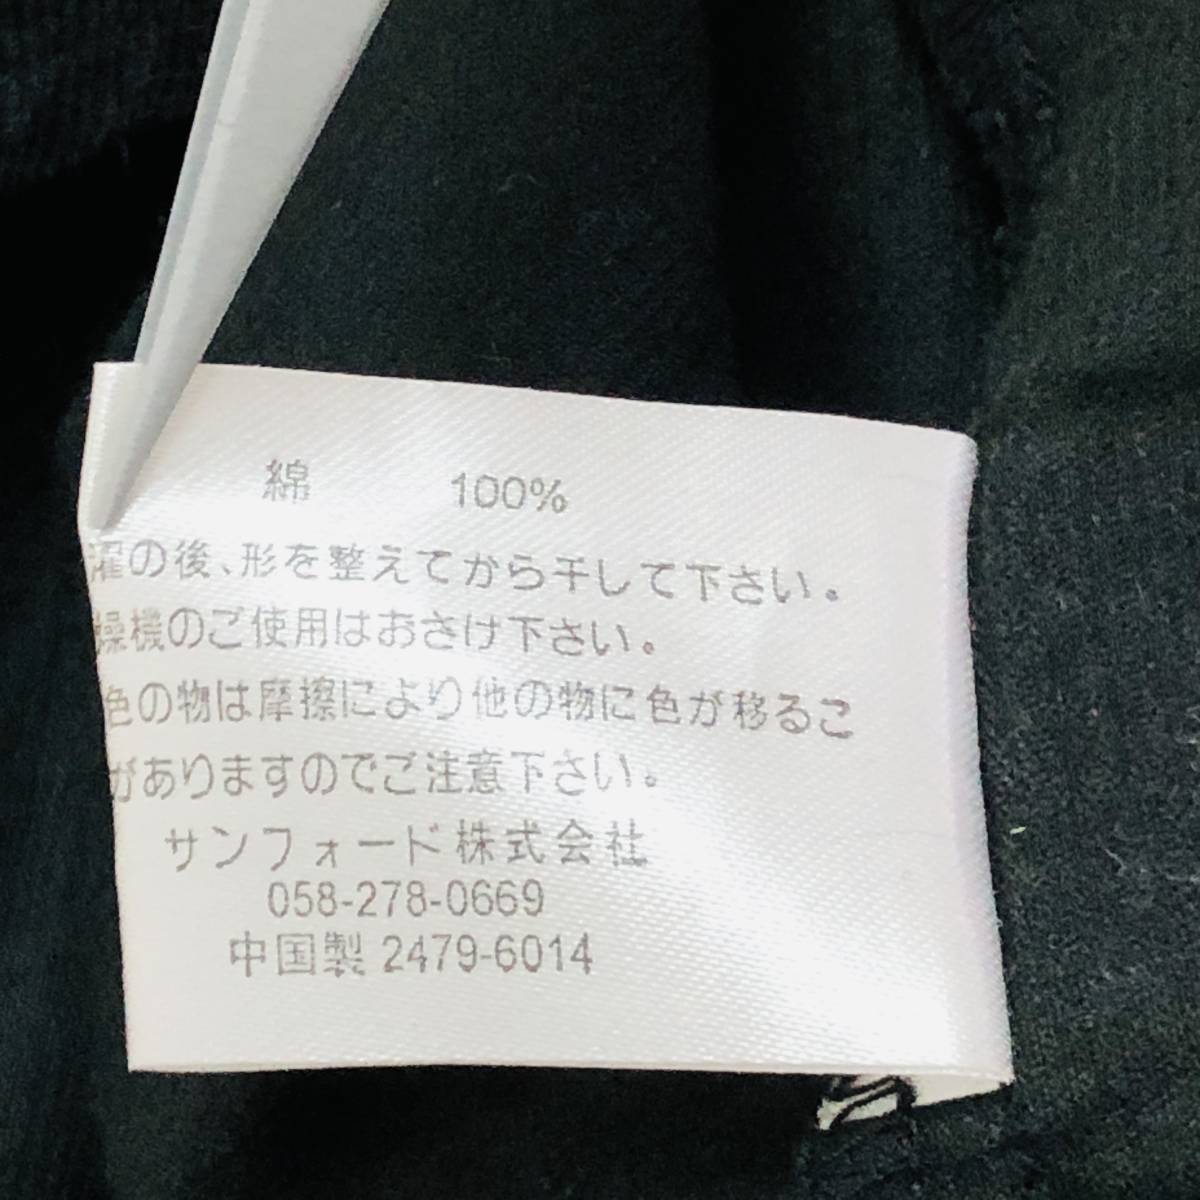 綿 100%
濯の後、形を整えてから干して下さい。
燥機のご使用はおさけ下さい。
色の物は摩擦により他の物に色が移るこ
がありますのでご注意下さい。
サンフォード株式会社
058-278-0669
中国製 2479-6014